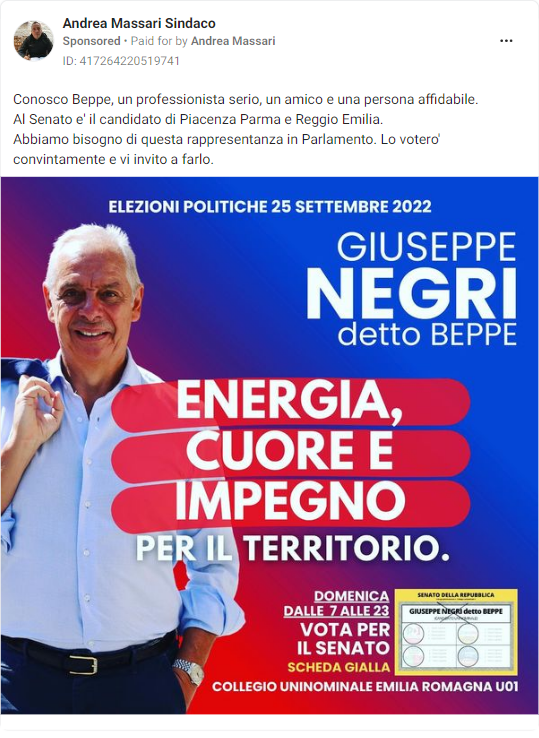 Andrea Massari Sindaco
Sponsored • Paid for by Andrea Massari
ID: 417264220519741
Conosco Beppe, un professionista serio, un amico e una persona affidabile.
Al Senato e' il candidato di Piacenza Parma e Reggio Emilia.
Abbiamo bisogno di questa rappresentanza in Parlamento. Lo votero'
convintamente e vi invito a farlo.
ELEZIONI POLITICHE 25 SETTEMBRE 2022
GIUSEPPE
NEGRI
detto BEPPE
ENERGIA,
CUORE E
IMPEGNO
PER IL TERRITORIO.
DOMENICA
DALLE 7 ALLE 23
VOTA PER
IL SENATO
SCHEDA GIALLA
SENATO DELLA REPUBBLICA
GIUSEPPE NEGRI detto BEPPE
COLLEGIO UNINOMINALE EMILIA ROMAGNA U01